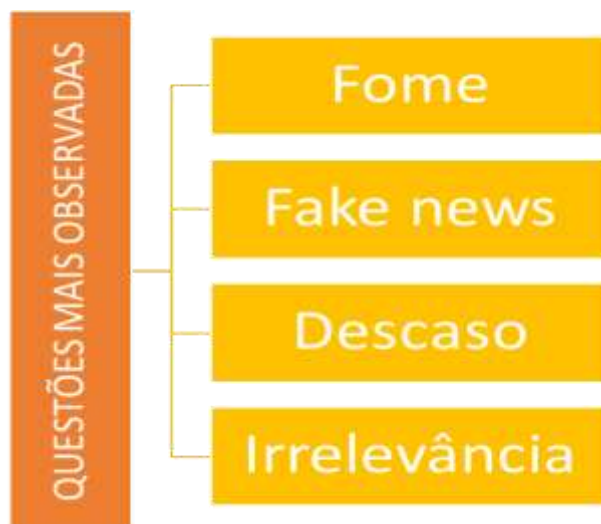 QUESTÕES MAIS OBSERVADAS
Fome
Fake news
Descaso
Irrelevância